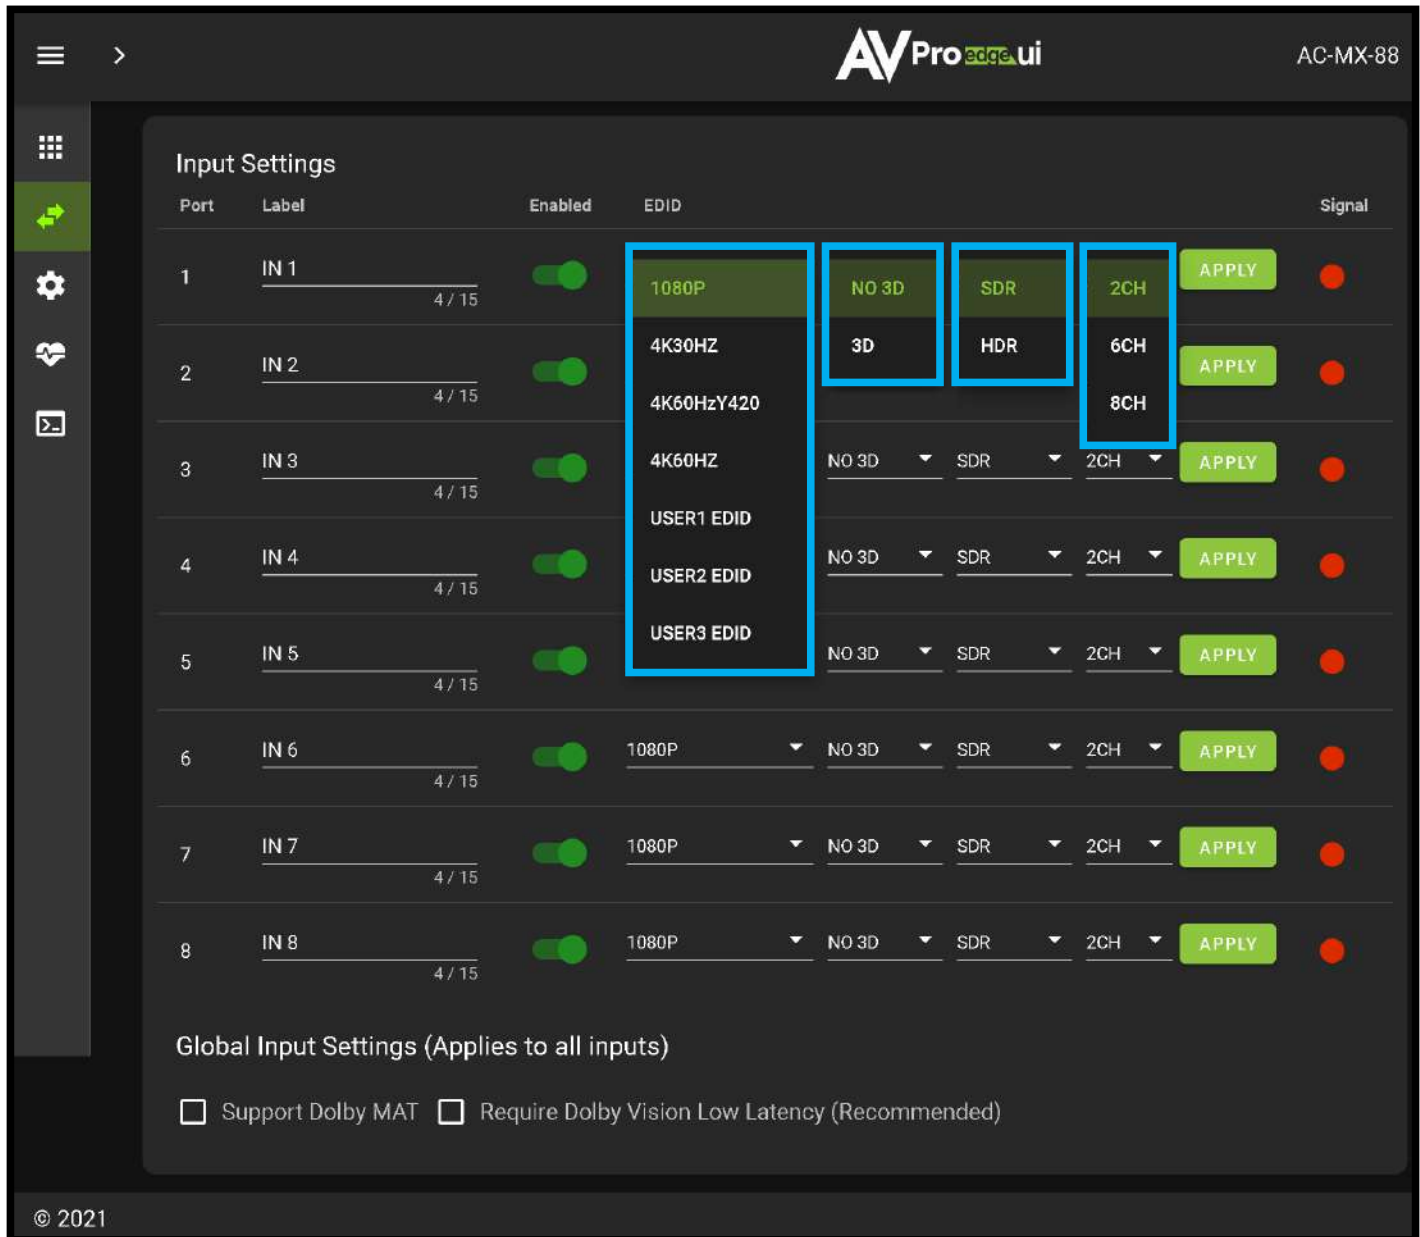 AVPro edge.ui AC-MX-88
Input Settings
Port Label Enabled EDID Signal
1 IN 1 1080P NO 3D SDR 2CH APPLY
4 / 15
4K30HZ 3D HDR 6CH
2 IN 2 APPLY
4 / 15
4K60HzY420 8CH
3 IN 3 4K60HZ NO 3D SDR 2CH APPLY
4 / 15
USER1 EDID
4 IN 4 NO 3D SDR 2CH APPLY
4 / 15
USER2 EDID
USER3 EDID
5 IN 5 NO 3D SDR 2CH APPLY
4 / 15
6 IN 6 1080P NO 3D SDR 2CH APPLY
4 / 15
7 IN 7 1080P NO 3D SDR 2CH APPLY
4 / 15
8 IN 8 1080P NO 3D SDR 2CH APPLY
4 / 15
Global Input Settings (Applies to all inputs)
Support Dolby MAT Require Dolby Vision Low Latency (Recommended)
© 2021